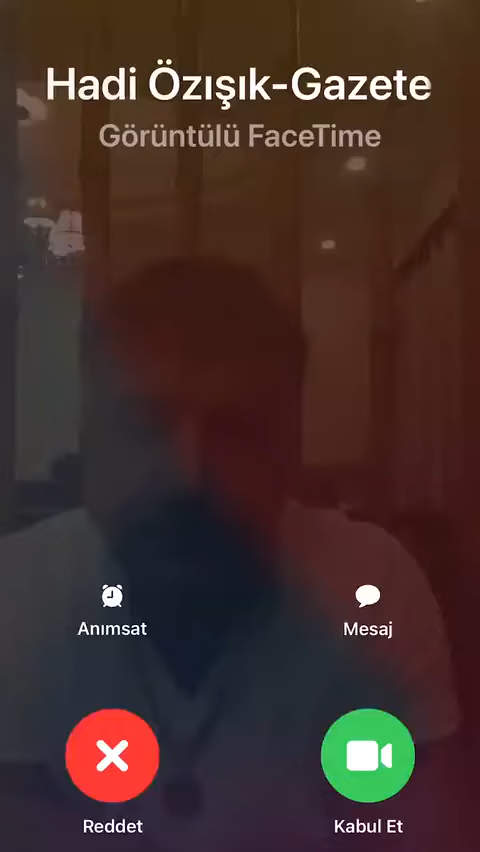 Hadi Özışık-Gazete
Görüntülü FaceTime
Anımsat
Mesaj
Reddet
Kabul Et